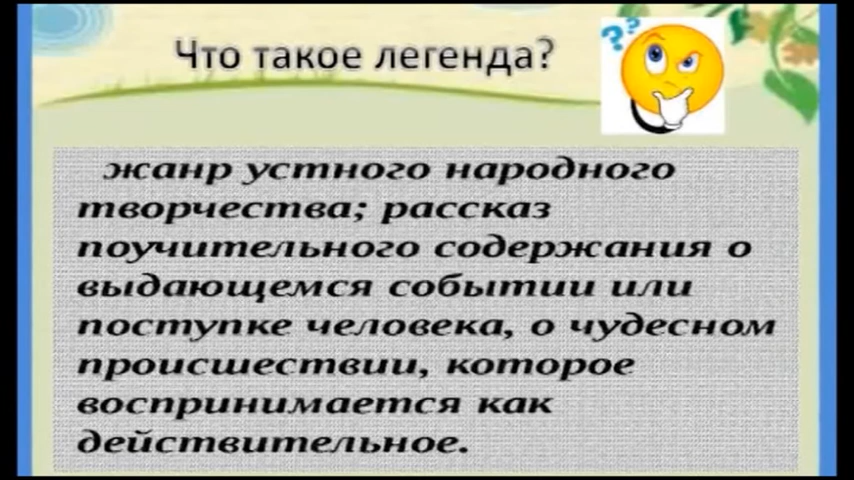 Что такое легенда?
??
жанр устного народного
творчества; рассказ
поучительного содержания о
выдающемся событии или
поступке человека, о чудесном
происшествии, которое
воспринимается как
действительное.